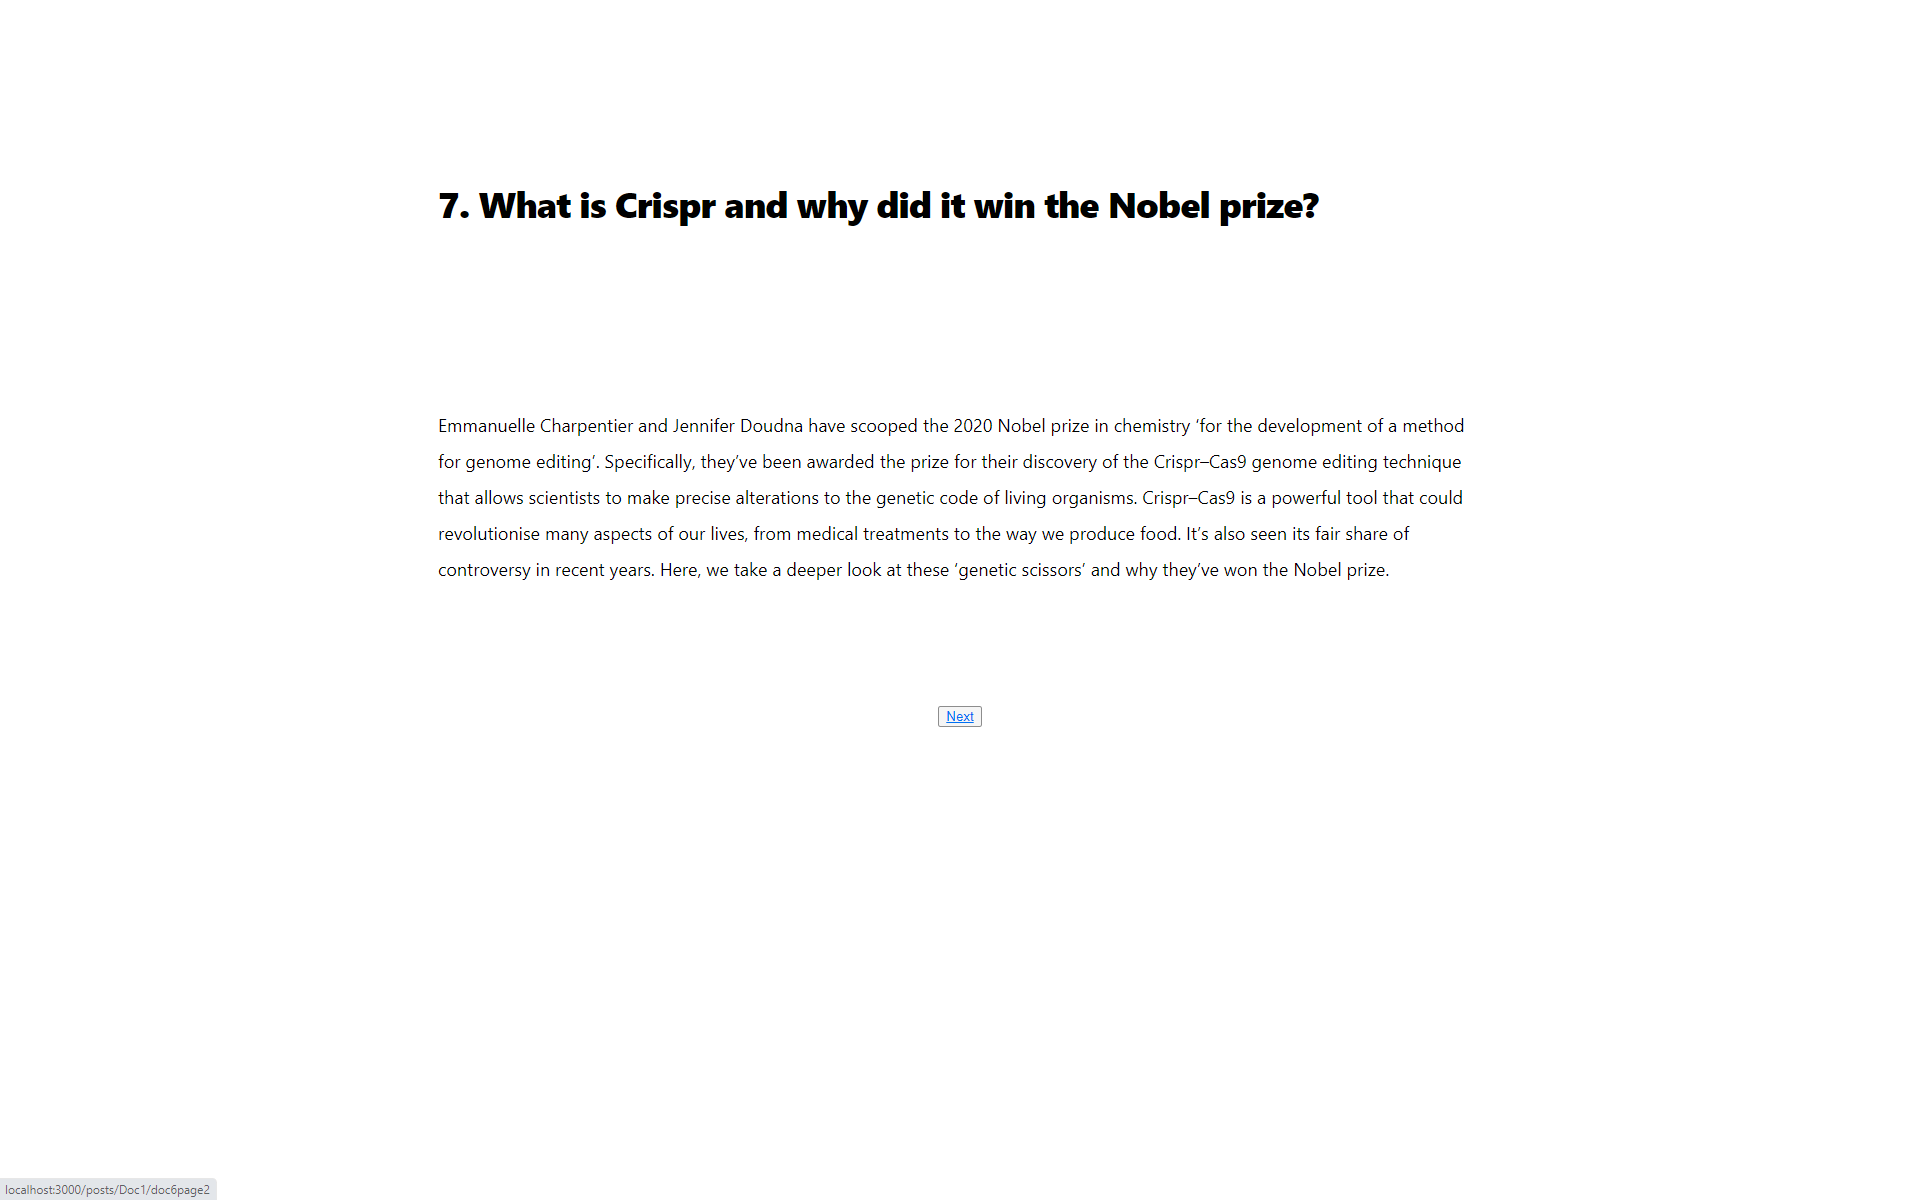 7. What is Crispr and why did it win the Nobel prize?
Emmanuelle Charpentier and Jennifer Doudna have scooped the 2020 Nobel prize in chemistry ‘for the development of a method
for genome editing’. Specifically, they’ve been awarded the prize for their discovery of the Crispr–Cas9 genome editing technique
that allows scientists to make precise alterations to the genetic code of living organisms. Crispr–Cas9 is a powerful tool that could
revolutionise many aspects of our lives, from medical treatments to the way we produce food. It’s also seen its fair share of
controversy in recent years. Here, we take a deeper look at these ‘genetic scissors’ and why they’ve won the Nobel prize.
Next
localhost:3000/posts/Doc1/doc6page2